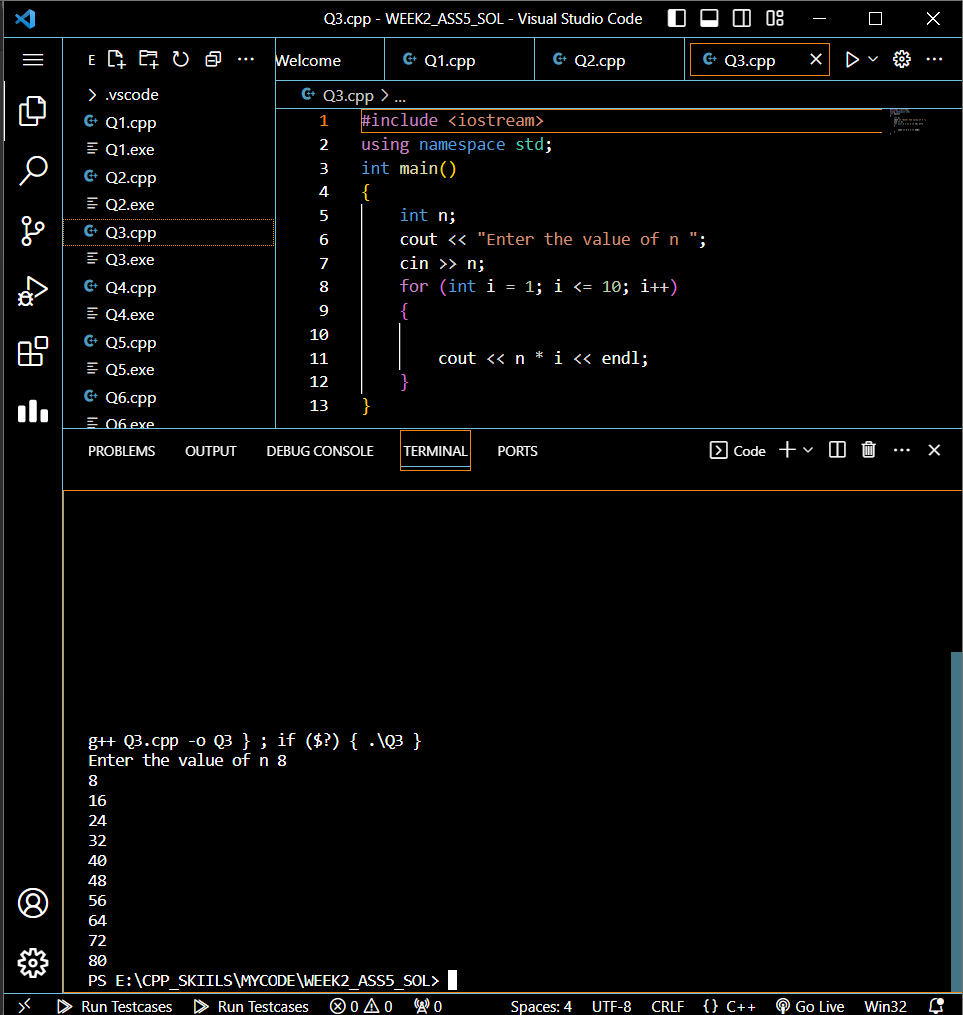 Q3.cpp - WEEK2_ASS5_SOL - Visual Studio Code
E
Welcome
Q1.cpp
Q2.cpp
Q3.cpp
.vscode
Q1.cpp
Q1.exe
Q2.cpp
Q2.exe
Q3.cpp
Q3.exe
Q4.cpp
Q4.exe
Q5.cpp
Q5.exe
Q6.cpp
Q6.exe
Q3.cpp > ...
1 #include <iostream>
2 using namespace std;
3 int main()
4 {
5 int n;
6 cout << "Enter the value of n ";
7 cin >> n;
8 for (int i = 1; i <= 10; i++)
9 {
10
11 cout << n * i << endl;
12 }
13 }
PROBLEMS OUTPUT DEBUG CONSOLE TERMINAL PORTS
Code
g++ Q3.cpp -o Q3 } ; if ($?) { .\Q3 }
Enter the value of n 8
8
16
24
32
40
48
56
64
72
80
PS E:\CPP_SKIILS\MYCODE\WEEK2_ASS5_SOL>
Run Testcases Run Testcases 0 0 0 Spaces: 4 UTF-8 CRLF {} C++ Go Live Win32